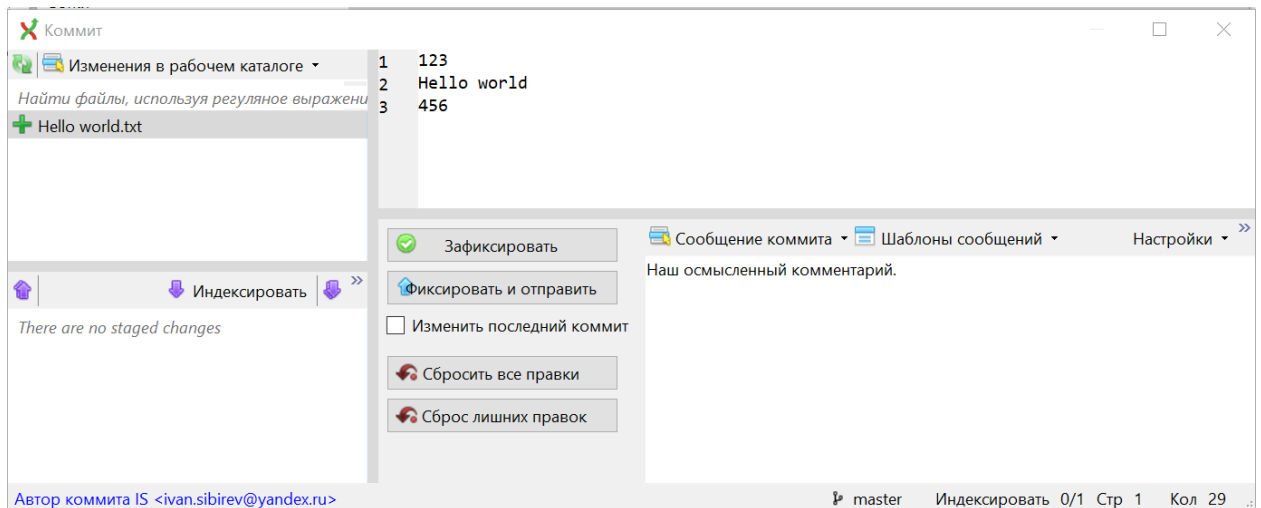 Коммит
Изменения в рабочем каталоге
Найти файлы, используя регуляное выражени
Hello world.txt
1 123
2 Hello world
3 456
Индексировать
There are no staged changes
Зафиксировать
Фиксировать и отправить
Изменить последний коммит
Сбросить все правки
Сброс лишних правок
Сообщение коммита
Шаблоны сообщений
Настройки
Наш осмысленный комментарий.
Автор коммита IS <ivan.sibirev@yandex.ru>
master
Индексировать 0/1 Стр 1 Кол 29